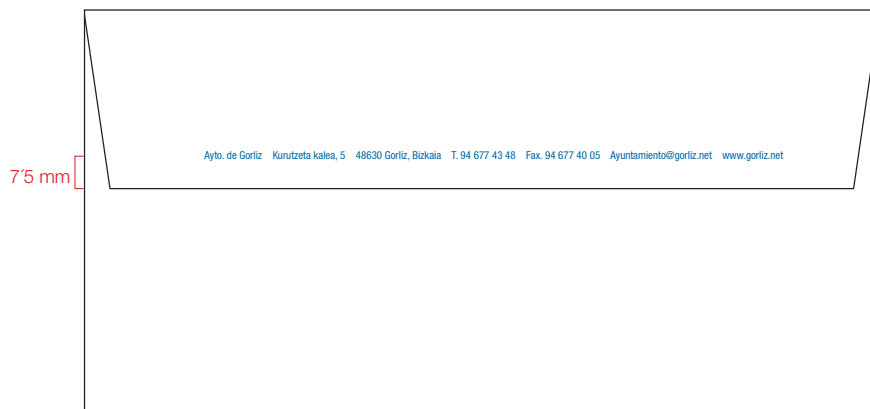 Ayto. de Gorliz Kurutzeta kalea, 5 48630 Gorliz, Bizkaia T. 94 677 43 48 Fax. 94 677 40 05 Ayuntamiento@gorliz.net www.gorliz.net
7´5 mm